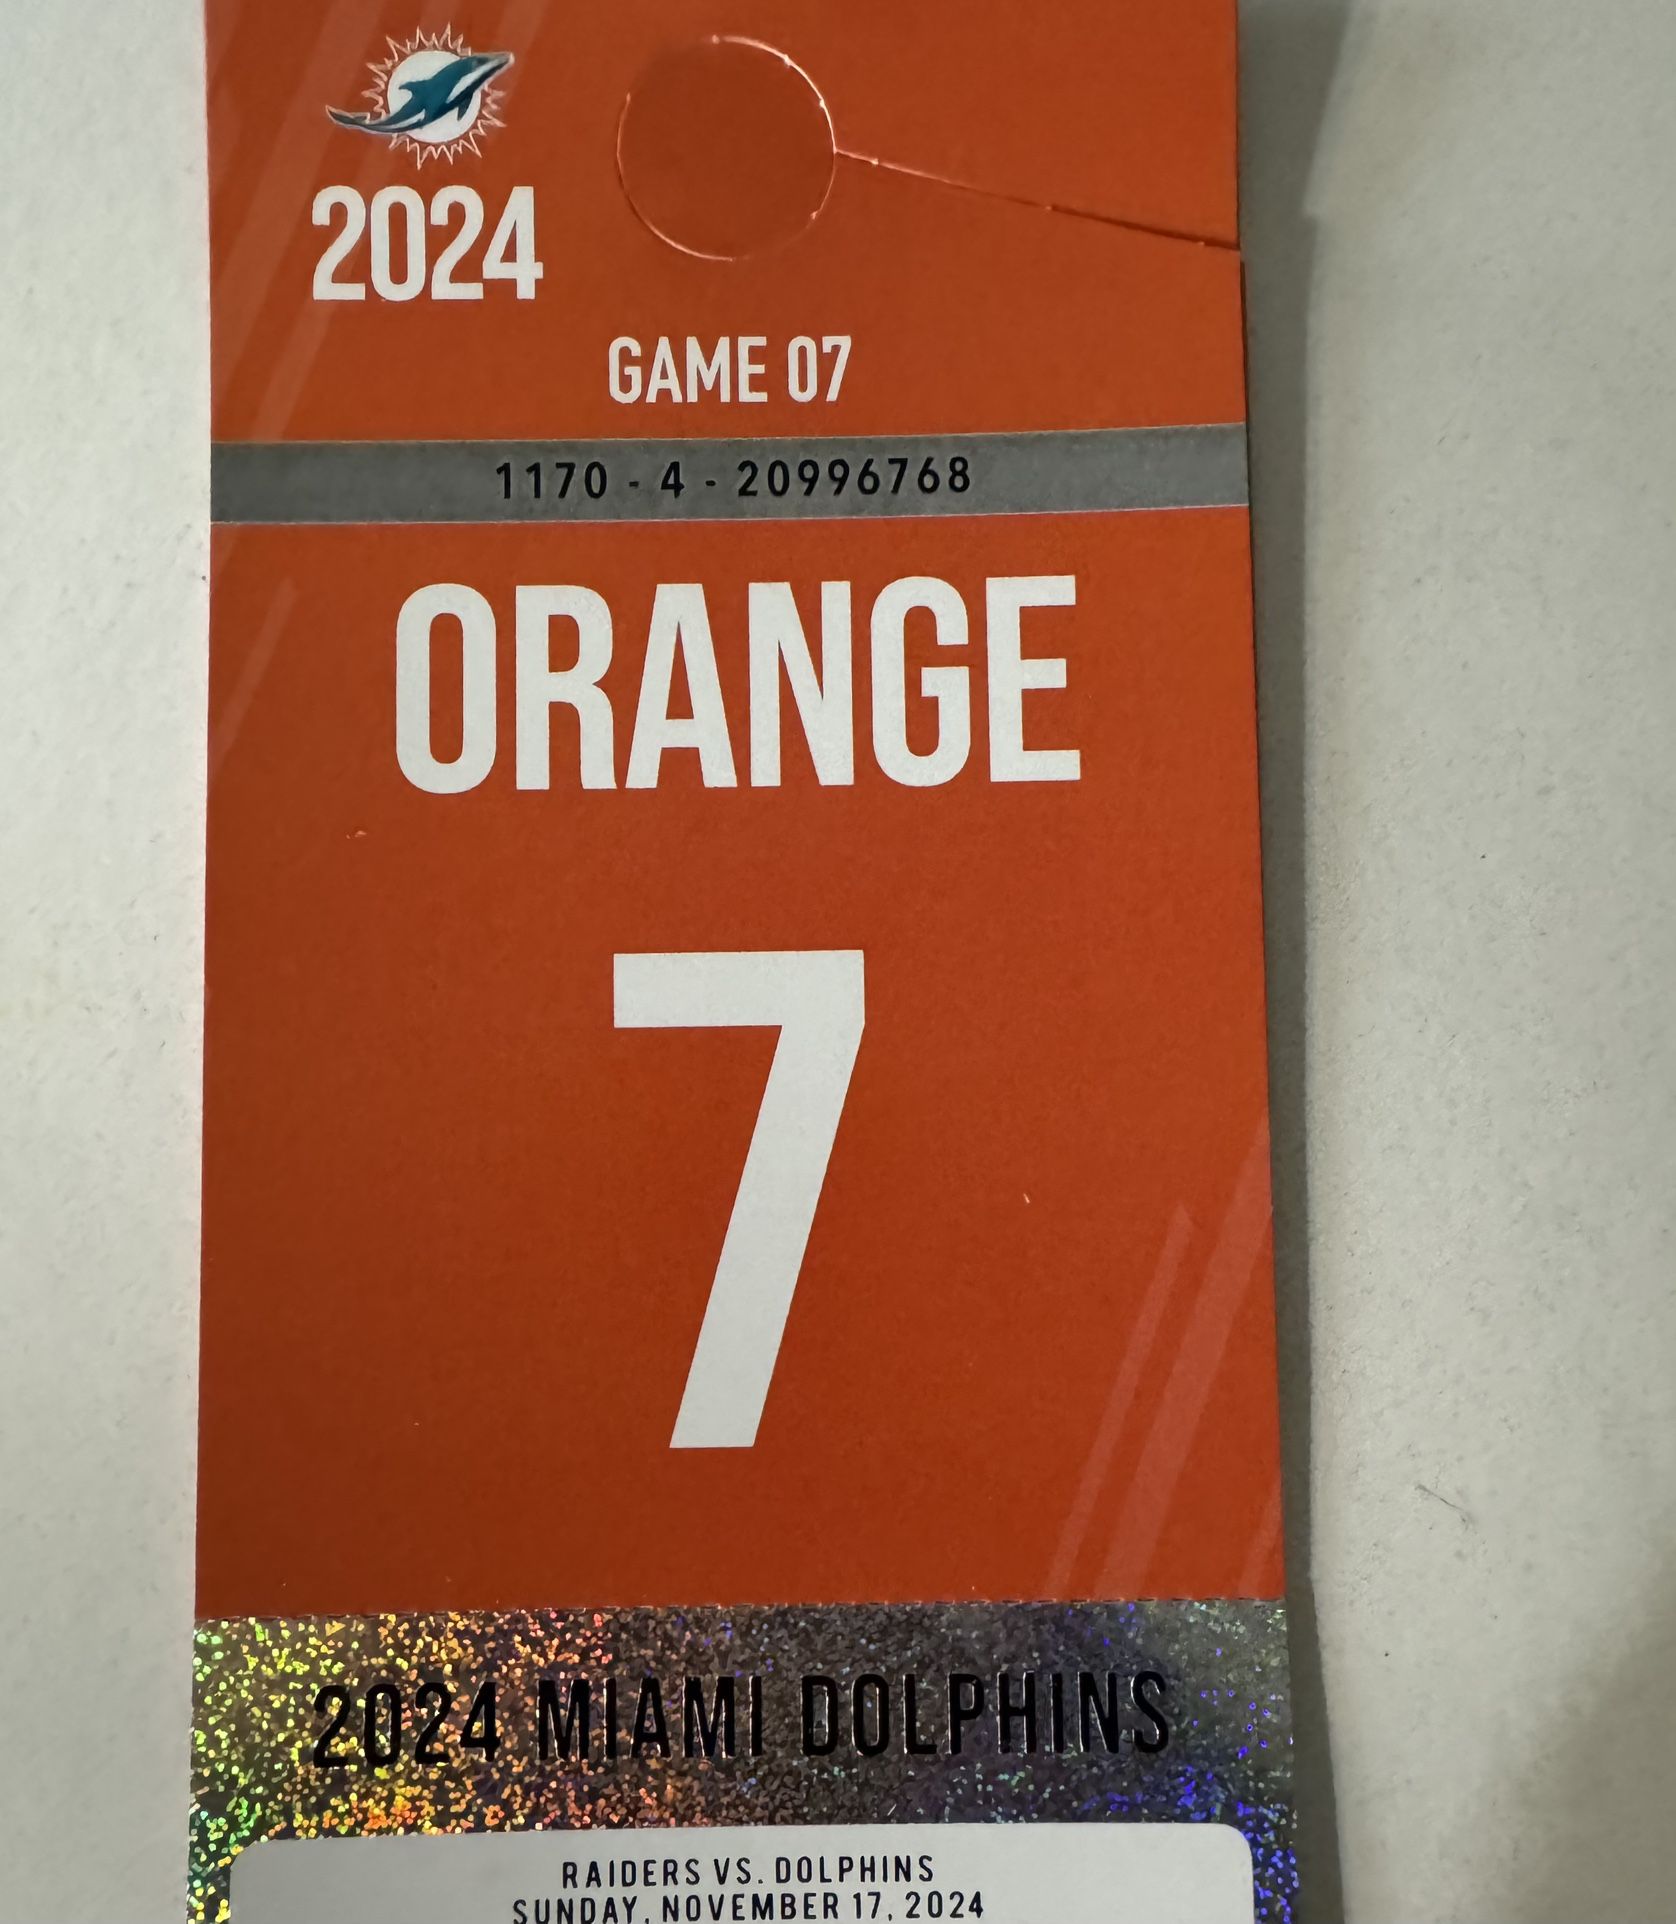 2024
GAME 07
1170 - 4 - 20996768
ORANGE
7
2024 MIAMI DOLPHINS
RAIDERS VS. DOLPHINS
SUNDAY, NOVEMBER 17, 2024